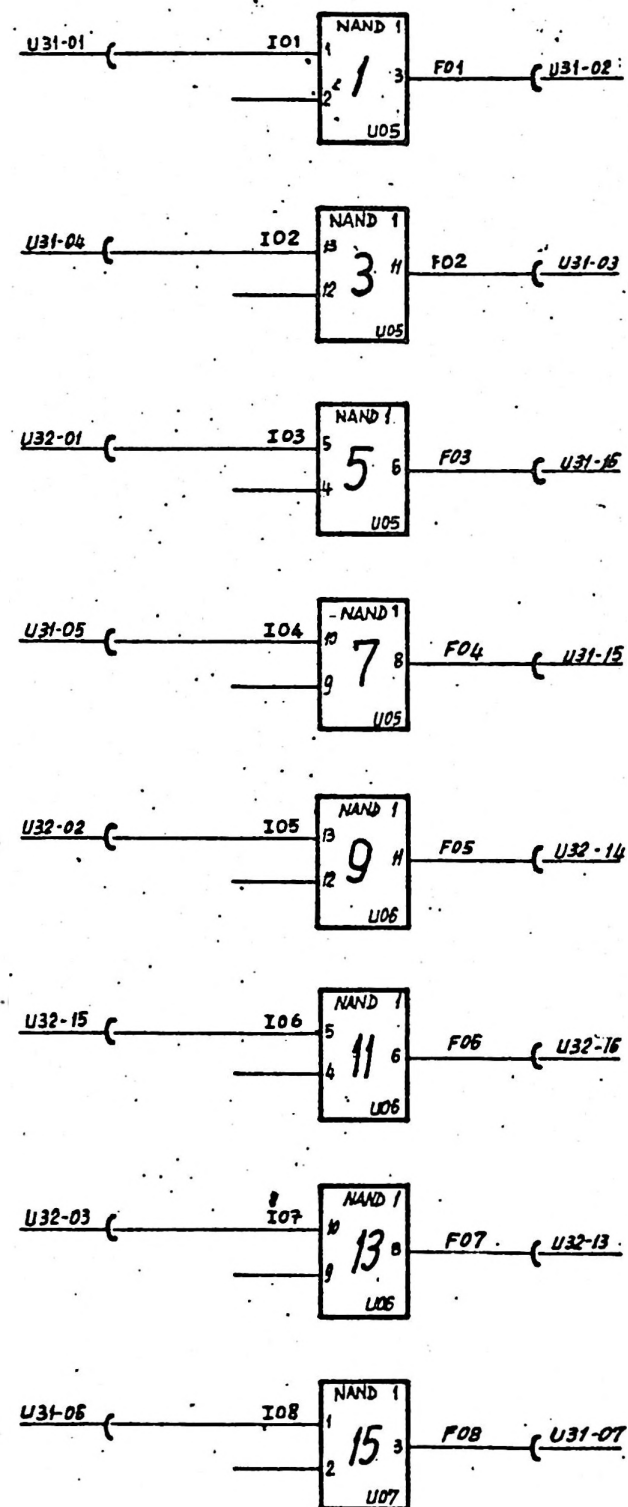 NAND 1
U31-01 I01 1 1 3 F01 U31-02
2
U05
NAND 1
U31-04 I02 13 3 11 F02 U31-03
12
U05
NAND 1
U32-01 I03 5 5 6 F03 U31-16
4
U05
NAND 1
U31-05 I04 10 7 8 F04 U31-15
9
U05
NAND 1
U32-02 I05 13 9 11 F05 U32-14
12
U06
NAND 1
U32-15 I06 5 11 6 F06 U32-16
4
U06
NAND 1
U32-03 I07 10 13 8 F07 U32-13
9
U06
NAND 1
U31-06 I08 1 15 3 F08 U31-07
2
U07